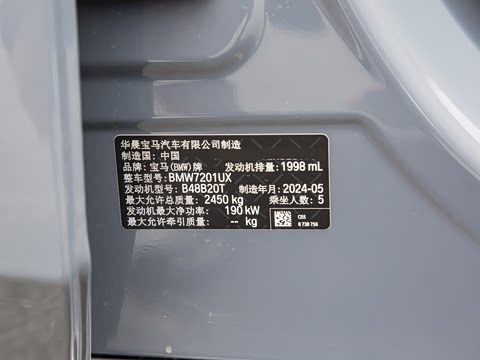 华晨宝马汽车有限公司制造
制造国：中国
品牌：宝马(BMW)牌 发动机排量：1998 mL
整车型号：BMW7201UX
发动机型号：B48B20T 制造年月：2024-05
最大允许总质量：2450 kg 乘坐人数：5
发动机最大净功率：190 kW
最大允许牵引质量：-- kg
CSS
8 738 756